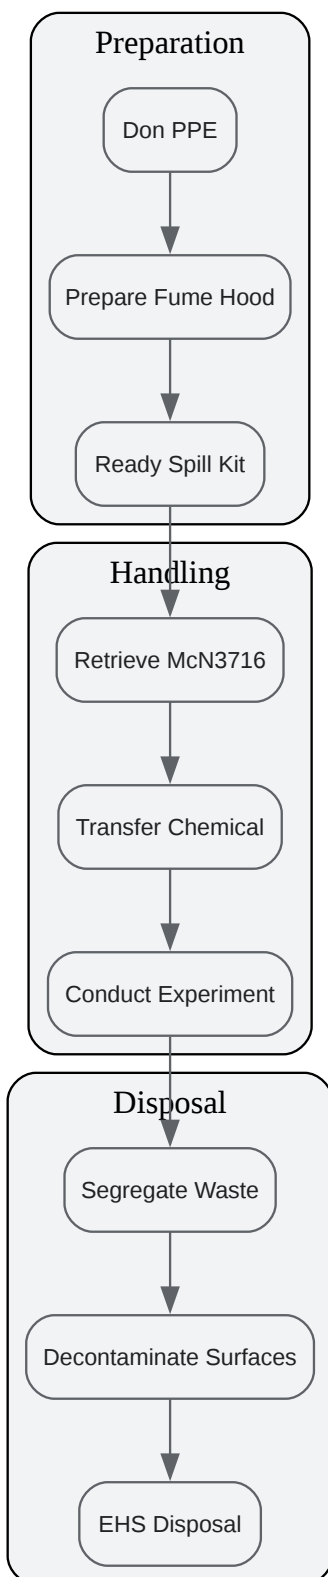 Preparation
Don PPE
Prepare Fume Hood
Ready Spill Kit
Handling
Retrieve McN3716
Transfer Chemical
Conduct Experiment
Disposal
Segregate Waste
Decontaminate Surfaces
EHS Disposal